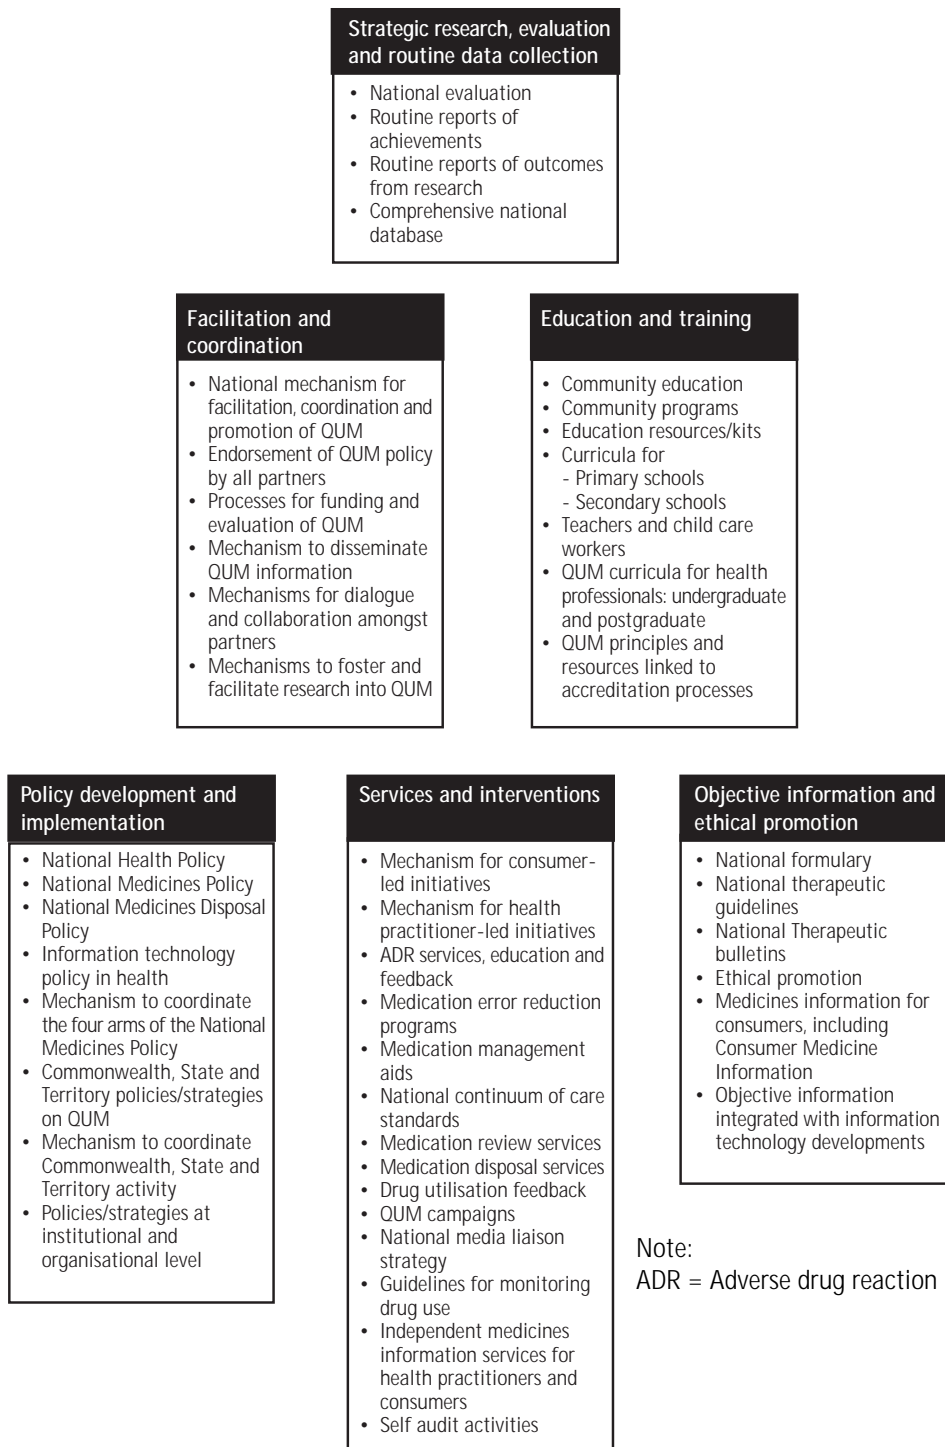 Strategic research, evaluation
and routine data collection
• National evaluation
• Routine reports of
achievements
• Routine reports of outcomes
from research
• Comprehensive national
database
Facilitation and
coordination
• National mechanism for
facilitation, coordination and
promotion of QUM
• Endorsement of QUM policy
by all partners
• Processes for funding and
evaluation of QUM
• Mechanism to disseminate
QUM information
• Mechanisms for dialogue
and collaboration amongst
partners
• Mechanisms to foster and
facilitate research into QUM
Education and training
• Community education
• Community programs
• Education resources/kits
• Curricula for
- Primary schools
- Secondary schools
• Teachers and child care
workers
• QUM curricula for health
professionals: undergraduate
and postgraduate
• QUM principles and
resources linked to
accreditation processes
Policy development and
implementation
• National Health Policy
• National Medicines Policy
• National Medicines Disposal
Policy
• Information technology
policy in health
• Mechanism to coordinate
the four arms of the National
Medicines Policy
• Commonwealth, State and
Territory policies/strategies
on QUM
• Mechanism to coordinate
Commonwealth, State and
Territory activity
• Policies/strategies at
institutional and
organisational level
Services and interventions
• Mechanism for consumer-
led initiatives
• Mechanism for health
practitioner-led initiatives
• ADR services, education and
feedback
• Medication error reduction
programs
• Medication management
aids
• National continuum of care
standards
• Medication review services
• Medication disposal services
• Drug utilisation feedback
• QUM campaigns
• National media liaison
strategy
• Guidelines for monitoring
drug use
• Independent medicines
information services for
health practitioners and
consumers
• Self audit activities
Objective information and
ethical promotion
• National formulary
• National therapeutic
guidelines
• National Therapeutic
bulletins
• Ethical promotion
• Medicines information for
consumers, including
Consumer Medicine
Information
• Objective information
integrated with information
technology developments
Note:
ADR = Adverse drug reaction